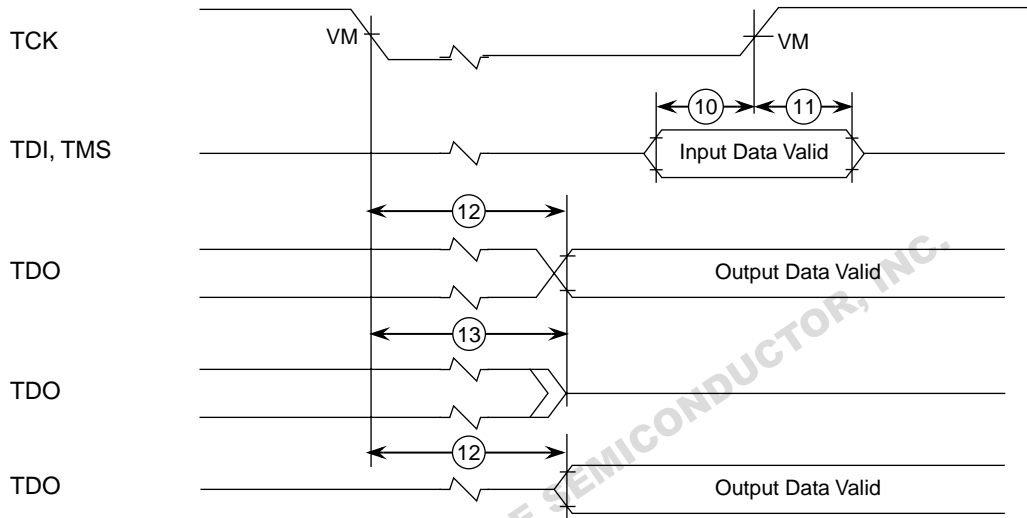 TCK
VM
VM
10
11
TDI, TMS
Input Data Valid
12
TDO
Output Data Valid
13
TDO
12
TDO
Output Data Valid
SEMICONDUCTOR, INC.